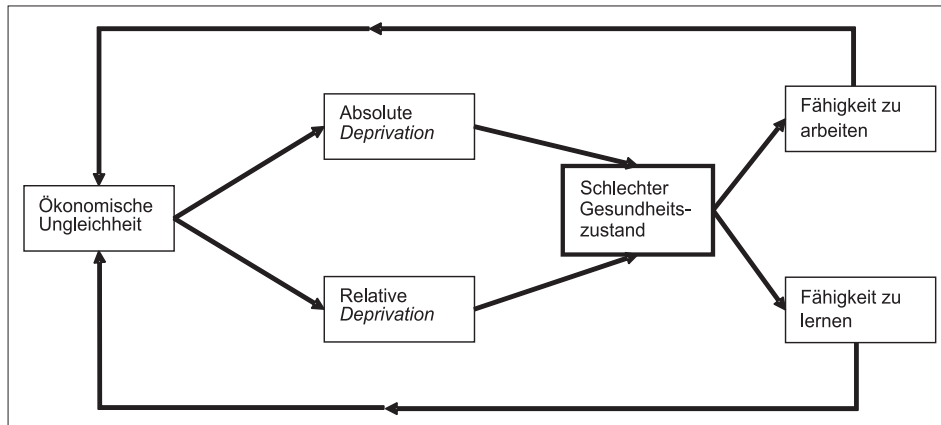 Absolute
Deprivation
Fähigkeit zu
arbeiten
Ökonomische
Ungleichheit
Schlechter
Gesundheits-
zustand
Relative
Deprivation
Fähigkeit zu
lernen